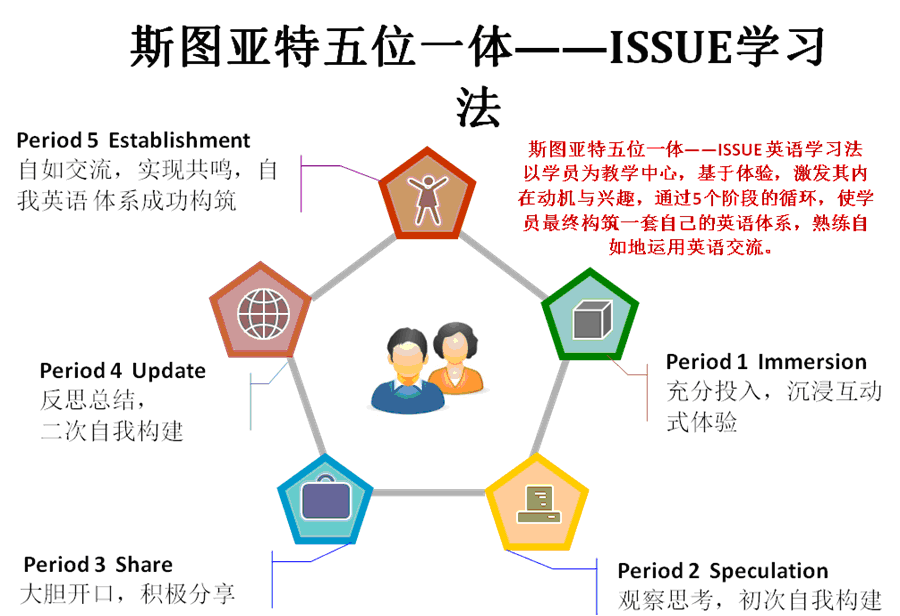 斯图亚特五位一体——ISSUE学习
法
Period 5 Establishment
自如交流，实现共鸣，自
我英语 体系成功构筑
斯图亚特五位一体——ISSUE 英语学习法
以学员为教学中心，基于体验，激发其内
在动机与兴趣，通过5个阶段的循环，使学
员最终构筑一套自己的英语体系，熟练自
如地运用英语交流。
Period 4 Update
反思总结，
二次自我构建
Period 1 Immersion
充分投入，沉浸互动
式体验
Period 3 Share
大胆开口，积极分享
Period 2 Speculation
观察思考，初次自我构建